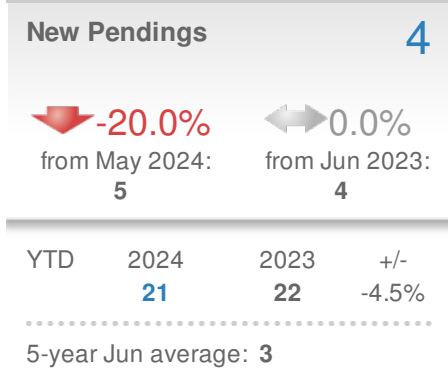 New Pendings 4
-20.0% 0.0%
from May 2024: from Jun 2023:
5 4
YTD 2024 2023 +/-
21 22 -4.5%
5-year Jun average: 3